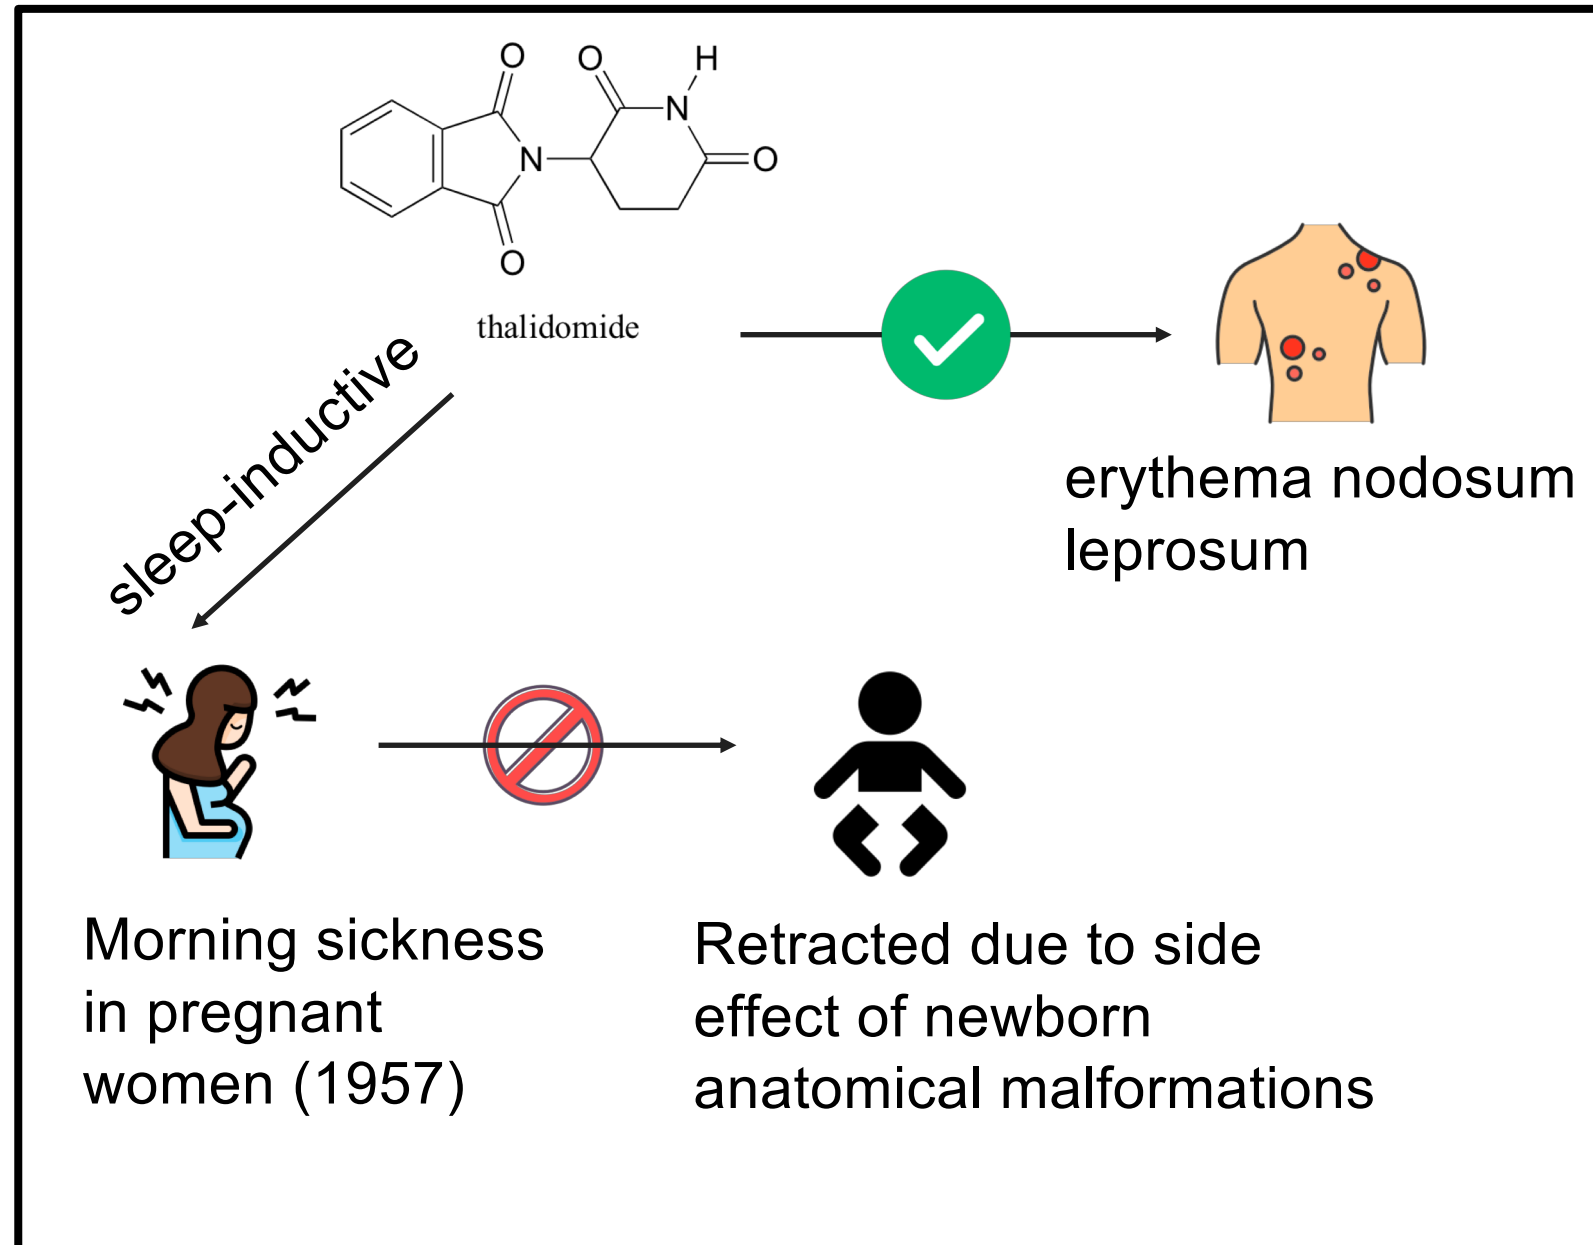 O
O
H
N
N
O
O
thalidomide
sleep-inductive
erythema nodosum
leprosum
Morning sickness
in pregnant
women (1957)
Retracted due to side
effect of newborn
anatomical malformations